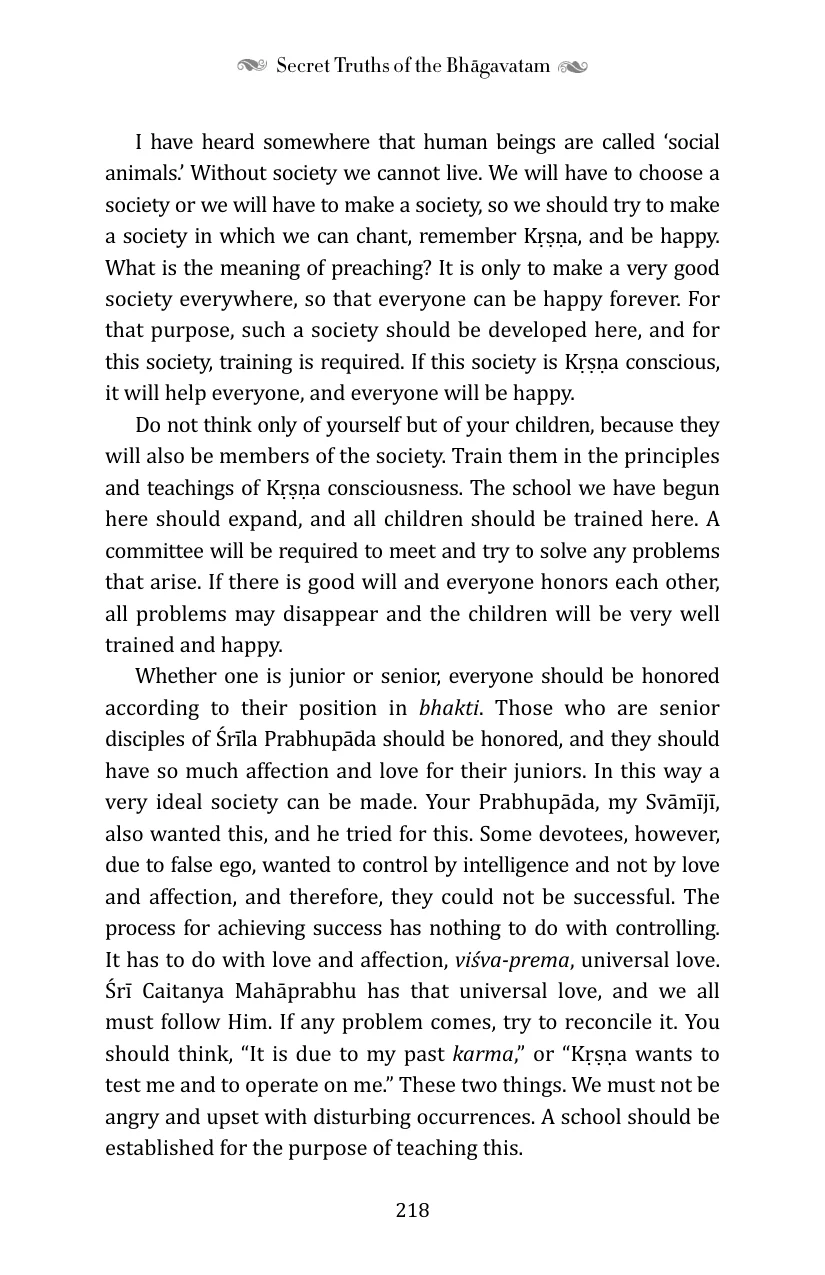 Secret Truths of the Bhāgavatam
I have heard somewhere that human beings are called ‘social
animals.’ Without society we cannot live. We will have to choose a
society or we will have to make a society, so we should try to make
a society in which we can chant, remember Kṛṣṇa, and be happy.
What is the meaning of preaching? It is only to make a very good
society everywhere, so that everyone can be happy forever. For
that purpose, such a society should be developed here, and for
this society, training is required. If this society is Kṛṣṇa conscious,
it will help everyone, and everyone will be happy.
Do not think only of yourself but of your children, because they
will also be members of the society. Train them in the principles
and teachings of Kṛṣṇa consciousness. The school we have begun
here should expand, and all children should be trained here. A
committee will be required to meet and try to solve any problems
that arise. If there is good will and everyone honors each other,
all problems may disappear and the children will be very well
trained and happy.
Whether one is junior or senior, everyone should be honored
according to their position in bhakti. Those who are senior
disciples of Śrīla Prabhupāda should be honored, and they should
have so much affection and love for their juniors. In this way a
very ideal society can be made. Your Prabhupāda, my Svāmījī,
also wanted this, and he tried for this. Some devotees, however,
due to false ego, wanted to control by intelligence and not by love
and affection, and therefore, they could not be successful. The
process for achieving success has nothing to do with controlling.
It has to do with love and affection, viśva-prema, universal love.
Śrī Caitanya Mahāprabhu has that universal love, and we all
must follow Him. If any problem comes, try to reconcile it. You
should think, “It is due to my past karma,” or “Kṛṣṇa wants to
test me and to operate on me.” These two things. We must not be
angry and upset with disturbing occurrences. A school should be
established for the purpose of teaching this.
218